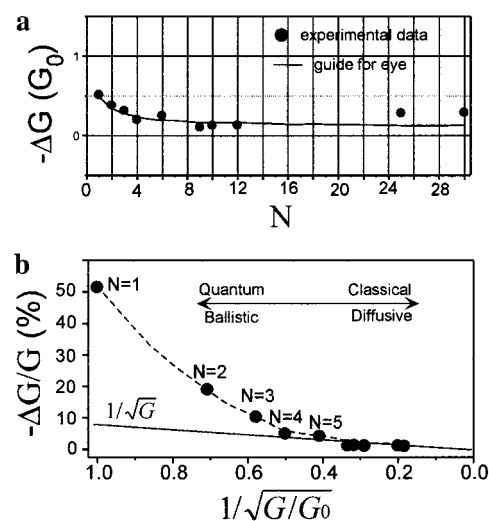 a
experimental data
guide for eye
-ΔG (G₀)
1
0
0 4 8 12 16 20 24 28
N
b
50
40
30
20
10
0
-ΔG/G (%)
N=1
Quantum Classical
Ballistic Diffusive
N=2
N=3
N=4 N=5
1/√G
1.0 0.8 0.6 0.4 0.2 0.0
1/√G/G₀